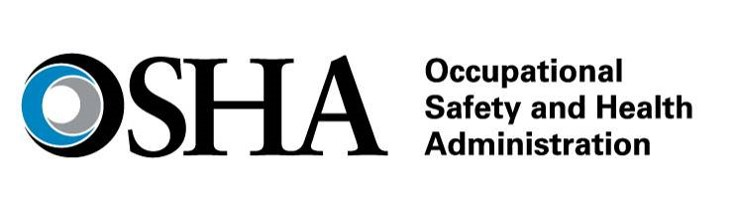 OSHA
Occupational
Safety and Health
Administration